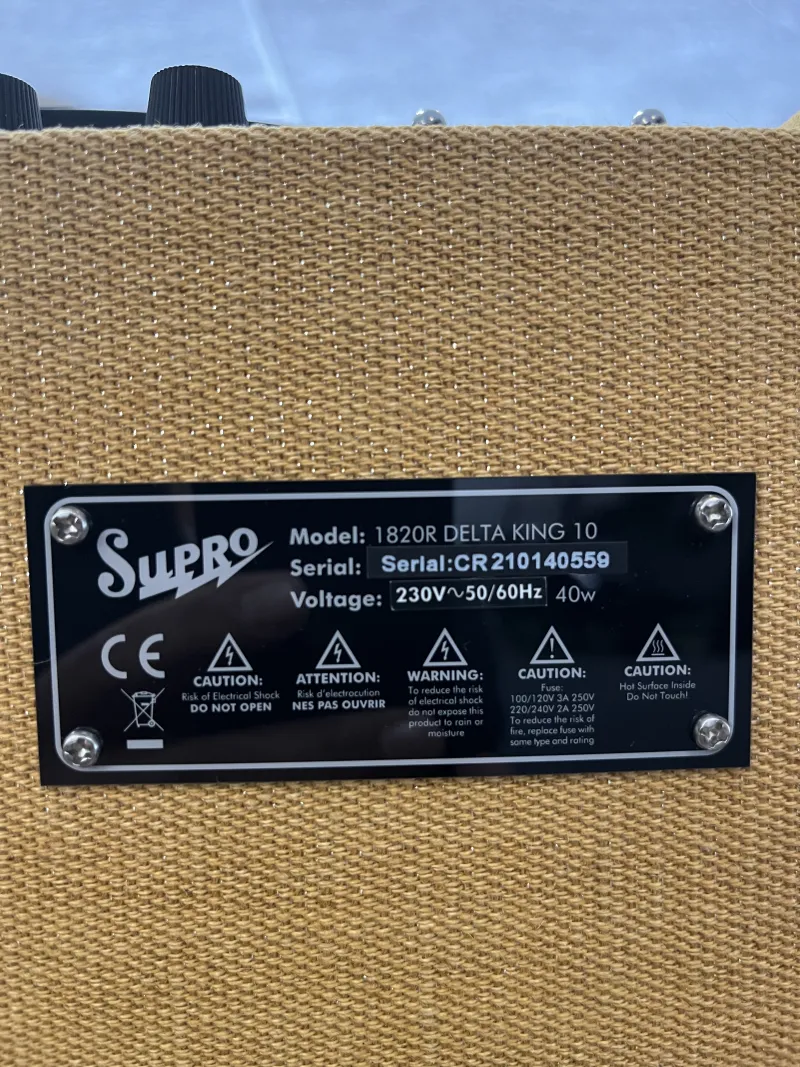 SUPRO
Model: 1820R DELTA KING 10
Serial: Serial:CR210140559
Voltage: 230V~50/60Hz 40w
CE
CAUTION:
Risk of Electrical Shock
DO NOT OPEN
ATTENTION:
Risk d'electrocution
NES PAS OUVRIR
WARNING:
To reduce the risk
of electrical shock
do not expose this
product to rain or
moisture
CAUTION:
Fuse:
100/120V 3A 250V
220/240V 2A 250V
To reduce the risk of
fire, replace fuse with
same type and rating
CAUTION:
Hot Surface Inside
Do Not Touch!